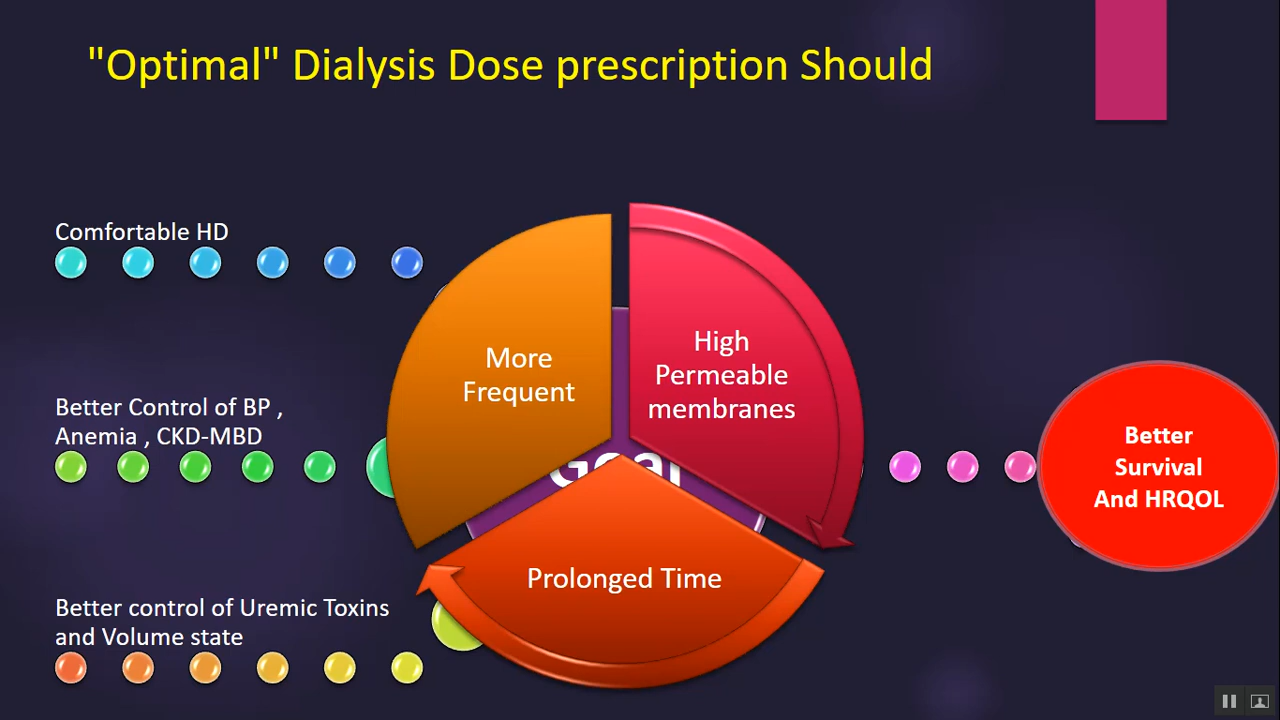 "Optimal" Dialysis Dose prescription Should
Comfortable HD
Better Control of BP ,
Anemia , CKD-MBD
Better control of Uremic Toxins
and Volume state
More
Frequent
High
Permeable
membranes
Goal
Prolonged Time
Better
Survival
And HRQOL